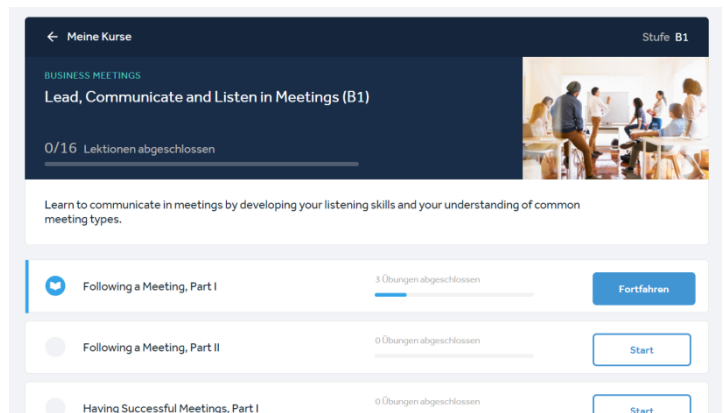 ← Meine Kurse
Stufe B1
BUSINESS MEETINGS
Lead, Communicate and Listen in Meetings (B1)
0/16 Lektionen abgeschlossen
Learn to communicate in meetings by developing your listening skills and your understanding of common
meeting types.
Following a Meeting, Part I
3 Übungen abgeschlossen
Fortfahren
Following a Meeting, Part II
0 Übungen abgeschlossen
Start
Having Successful Meetings, Part I
0 Übungen abgeschlossen
Start